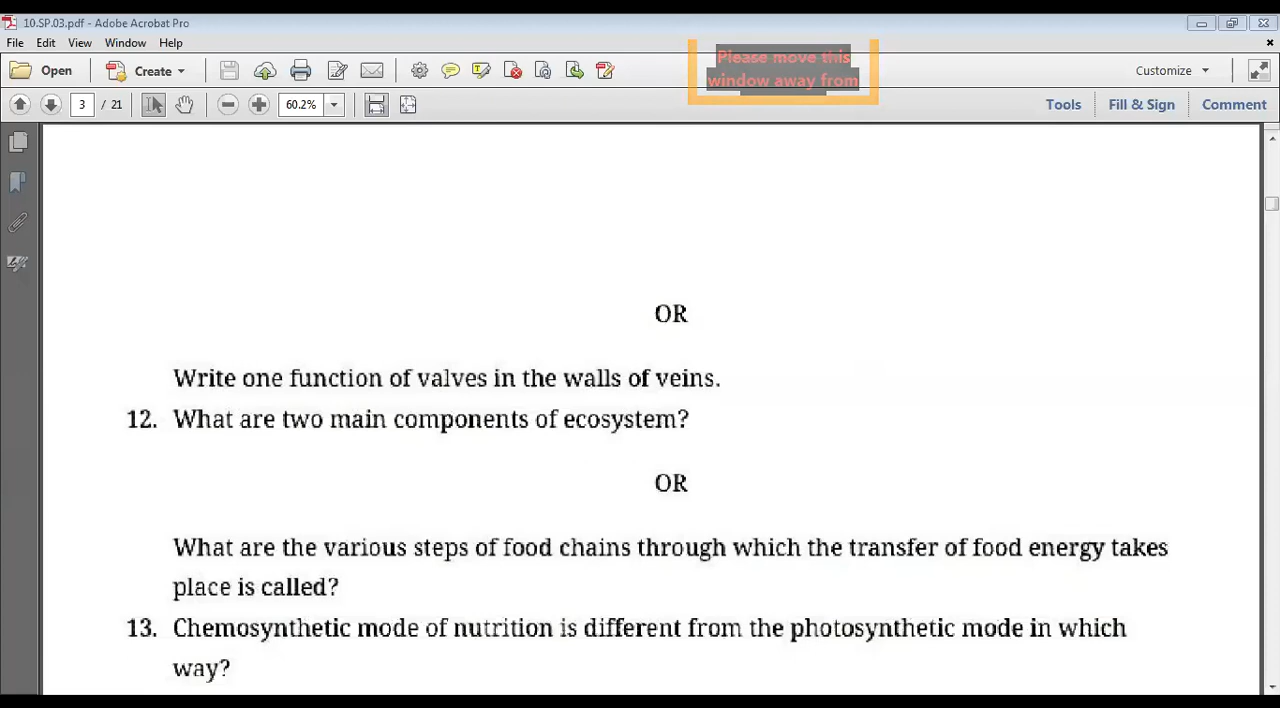 10.SP.03.pdf - Adobe Acrobat Pro
File Edit View Window Help
Please move this
window away from
Open Create Customize
3 / 21 60.2% Tools Fill & Sign Comment
OR
Write one function of valves in the walls of veins.
12. What are two main components of ecosystem?
OR
What are the various steps of food chains through which the transfer of food energy takes
place is called?
13. Chemosynthetic mode of nutrition is different from the photosynthetic mode in which
way?